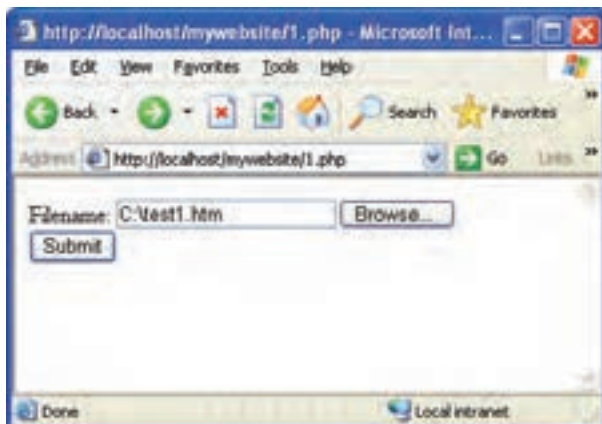 http://localhost/mywebsite/1.php - Microsoft Int...
File Edit View Favorites Tools Help
Back Search Favorites »
Address http://localhost/mywebsite/1.php Go Links »
Filename: C:\test1.htm Browse...
Submit
Done Local intranet